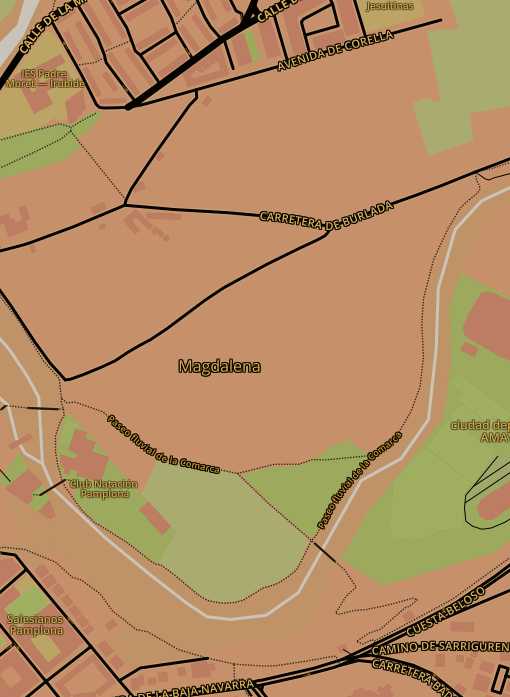 CALLE DE LA M
CALLE D
Jesuitinas
AVENIDA DE CORELLA
IES Padre
Moret — Irubide
CARRETERA DE BURLADA
Magdalena
Paseo fluvial de la Comarca
Paseo fluvial de la Comarca
ciudad dep
AMAY
Club Natación
Pamplona
Salesianos
Pamplona
CUESTA BELOSO
CAMINO DE SARRIGUREN
CARRETERA BAD
DE LA BAJA NAVARRA